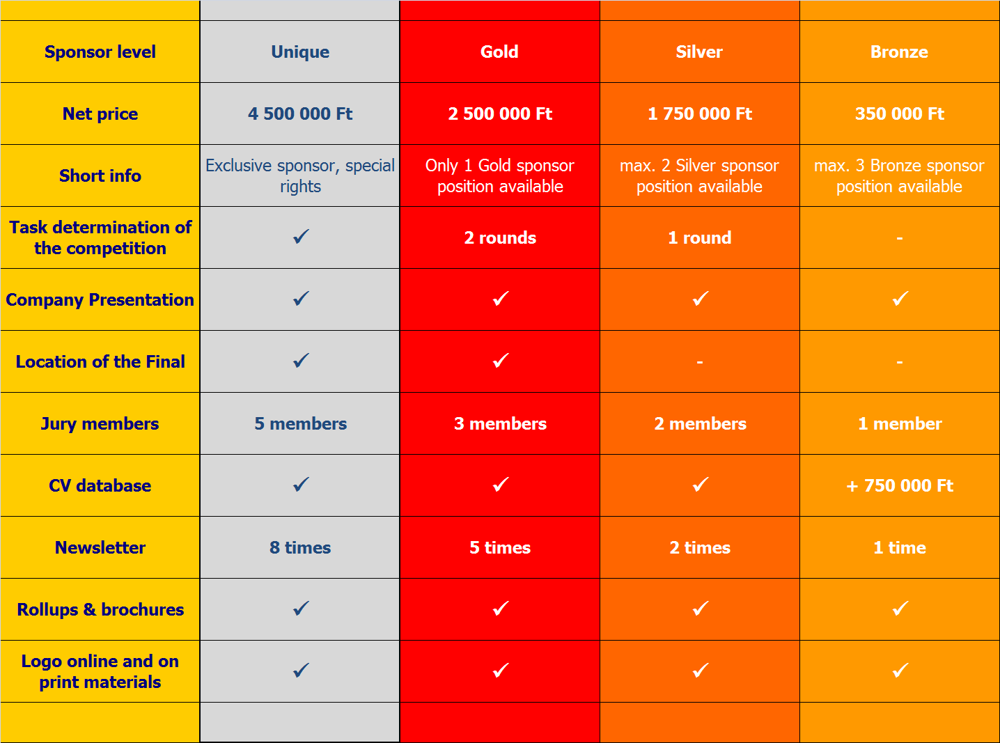 Sponsor level
Unique
Gold
Silver
Bronze
Net price
4 500 000 Ft
2 500 000 Ft
1 750 000 Ft
350 000 Ft
Short info
Exclusive sponsor, special
rights
Only 1 Gold sponsor
position available
max. 2 Silver sponsor
position available
max. 3 Bronze sponsor
position available
Task determination of
the competition
✓
2 rounds
1 round
-
Company Presentation
✓
✓
✓
✓
Location of the Final
✓
✓
-
-
Jury members
5 members
3 members
2 members
1 member
CV database
✓
✓
✓
+ 750 000 Ft
Newsletter
8 times
5 times
2 times
1 time
Rollups & brochures
✓
✓
✓
✓
Logo online and on
print materials
✓
✓
✓
✓